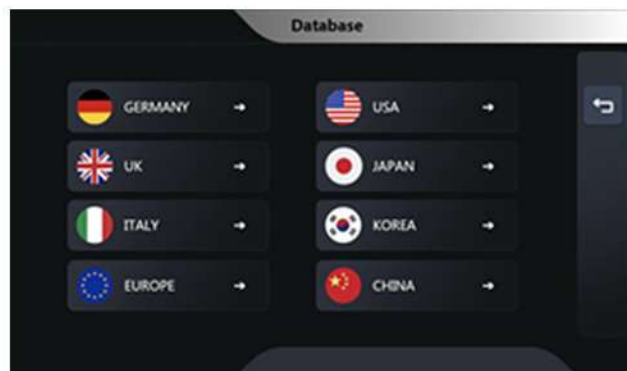 Database
GERMANY
USA
UK
JAPAN
ITALY
KOREA
EUROPE
CHINA